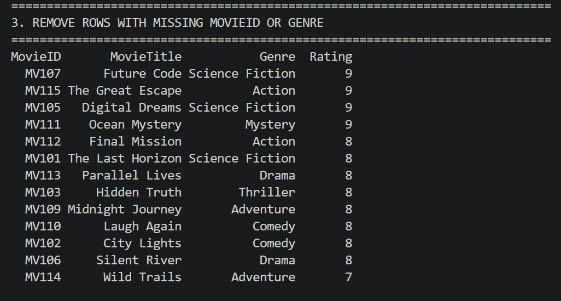 ================================================================================
3. REMOVE ROWS WITH MISSING MOVIEID OR GENRE
================================================================================
MovieID MovieTitle Genre Rating
MV107 Future Code Science Fiction 9
MV115 The Great Escape Action 9
MV105 Digital Dreams Science Fiction 9
MV111 Ocean Mystery Mystery 9
MV112 Final Mission Action 8
MV101 The Last Horizon Science Fiction 8
MV113 Parallel Lives Drama 8
MV103 Hidden Truth Thriller 8
MV109 Midnight Journey Adventure 8
MV110 Laugh Again Comedy 8
MV102 City Lights Comedy 8
MV106 Silent River Drama 8
MV114 Wild Trails Adventure 7